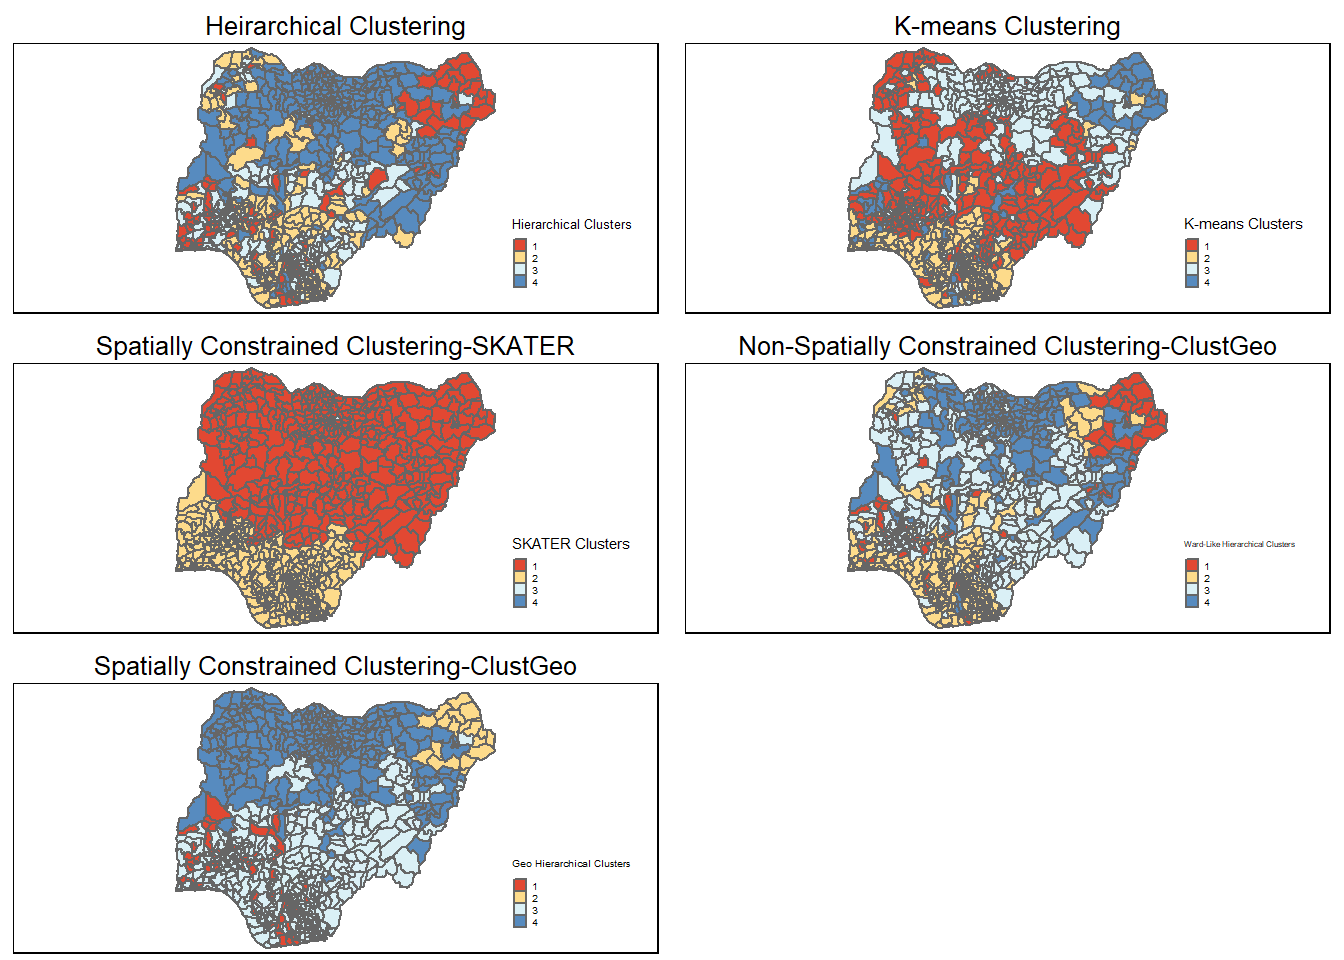 Heirarchical Clustering
Hierarchical Clusters
1
2
3
4
K-means Clustering
K-means Clusters
1
2
3
4
Spatially Constrained Clustering-SKATER
SKATER Clusters
1
2
3
4
Non-Spatially Constrained Clustering-ClustGeo
Ward-Like Hierarchical Clusters
1
2
3
4
Spatially Constrained Clustering-ClustGeo
Geo Hierarchical Clusters
1
2
3
4